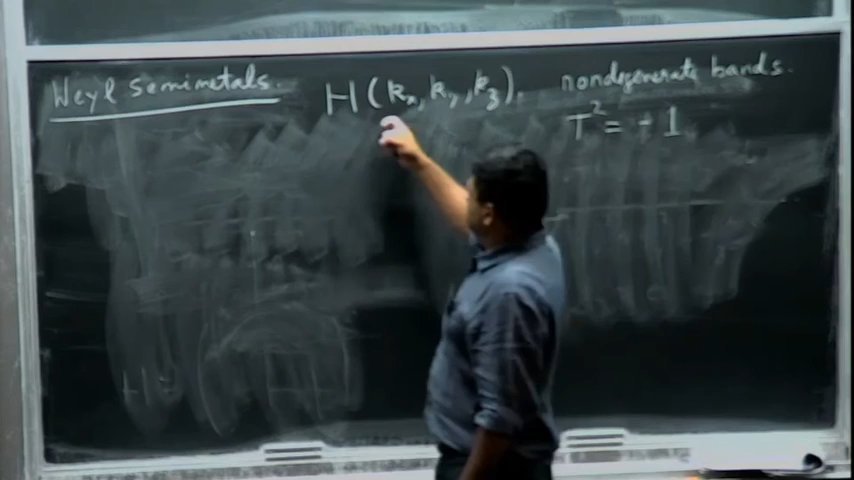 Weyl semimetals. H(kx, ky, kz), nondegenerate bands.
T² = -1